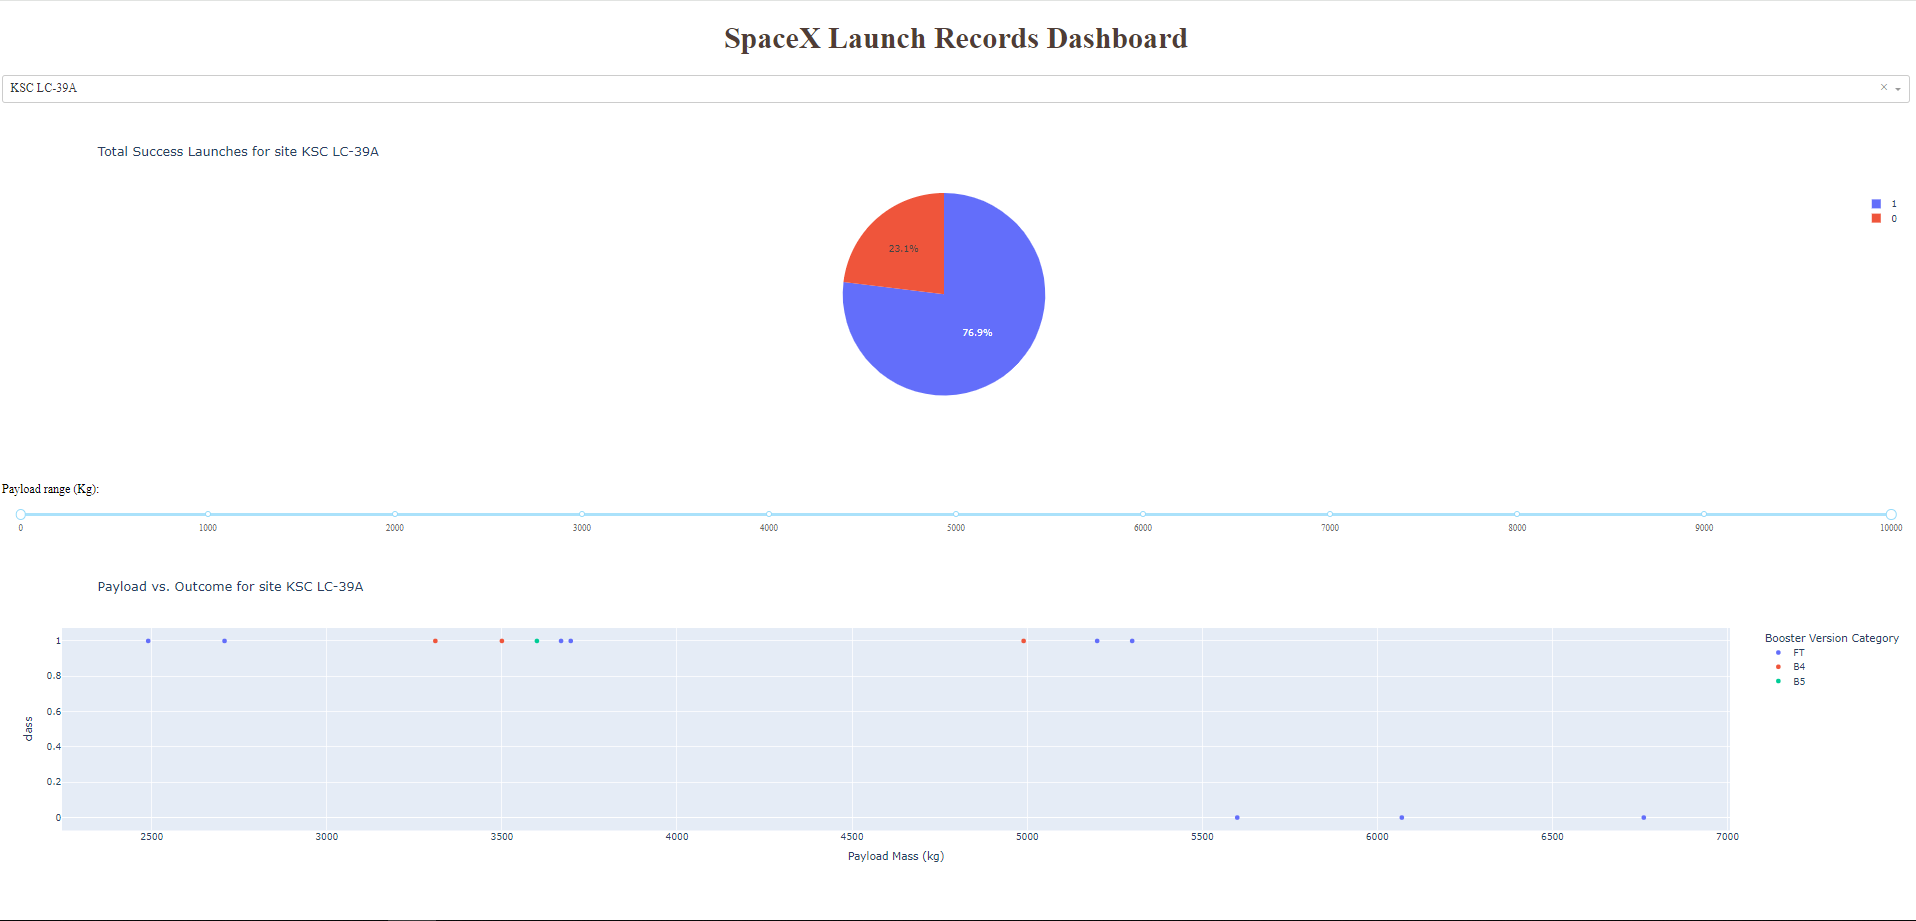 SpaceX Launch Records Dashboard
KSC LC-39A
×
Total Success Launches for site KSC LC-39A
1
0
23.1%
76.9%
Payload range (Kg):
0 1000 2000 3000 4000 5000 6000 7000 8000 9000 10000
Payload vs. Outcome for site KSC LC-39A
Booster Version Category
FT
B4
B5
1
0.8
0.6
0.4
0.2
0
class
2500 3000 3500 4000 4500 5000 5500 6000 6500 7000
Payload Mass (kg)